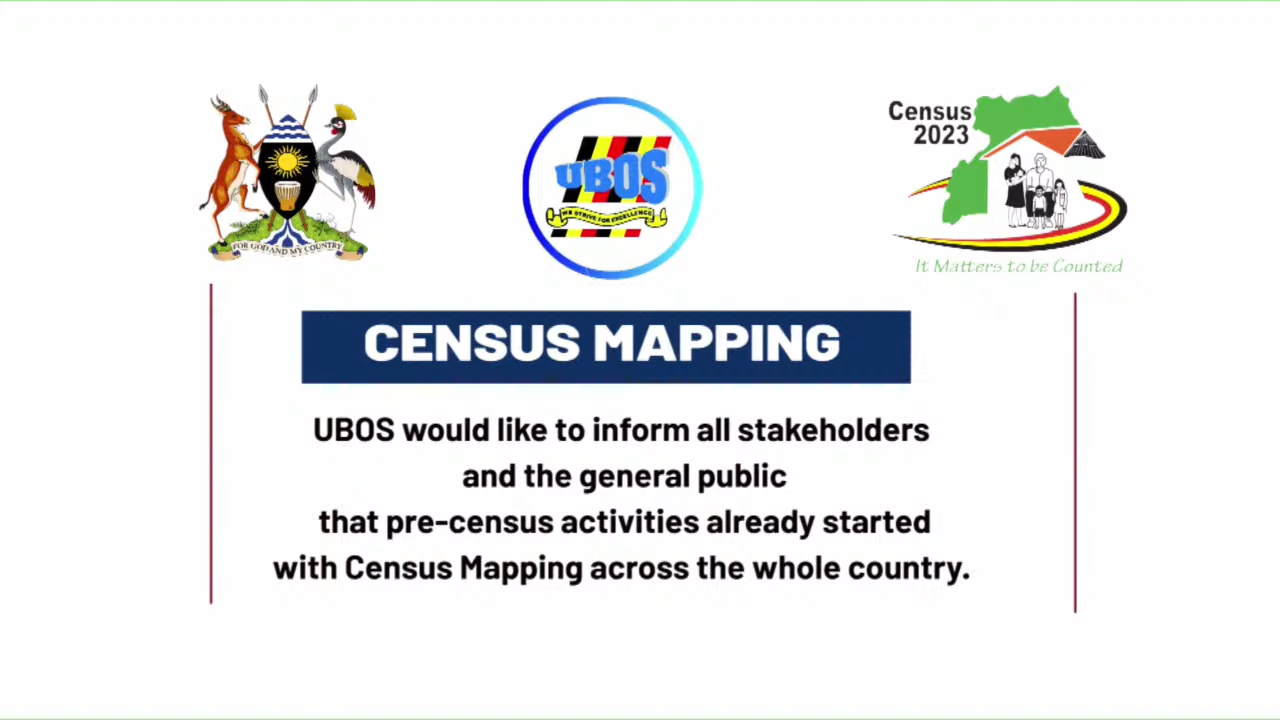 Census
2023
UBOS
WE STRIVE FOR EXCELLENCE
FOR GOD AND MY COUNTRY
It Matters to be Counted
CENSUS MAPPING
UBOS would like to inform all stakeholders
and the general public
that pre-census activities already started
with Census Mapping across the whole country.